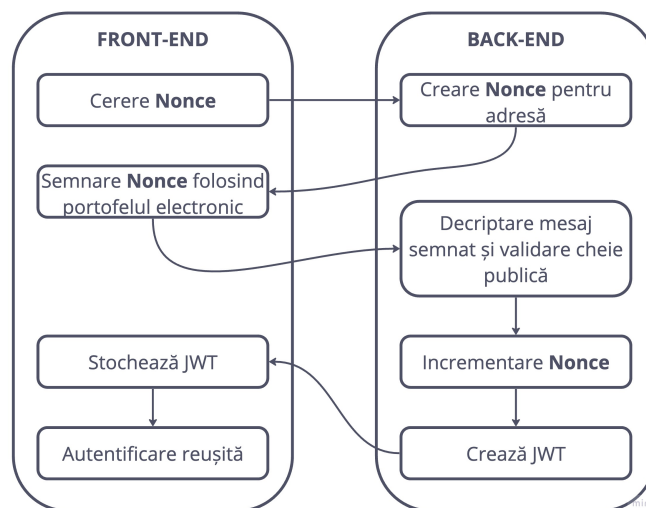 FRONT-END
BACK-END
Cerere Nonce
Creare Nonce pentru
adresă
Semnare Nonce folosind
portofelul electronic
Decriptare mesaj
semnat și validare cheie
publică
Stochează JWT
Incrementare Nonce
Autentificare reușită
Crează JWT